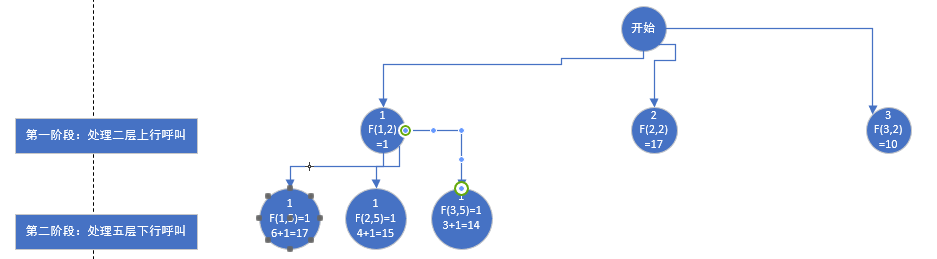 开始
第一阶段：处理二层上行呼叫
1
F(1,2)
=1
2
F(2,2)
=17
3
F(3,2)
=10
第二阶段：处理五层下行呼叫
1
F(1,5)=1
6+1=17
1
F(2,5)=1
4+1=15
1
F(3,5)=1
3+1=14